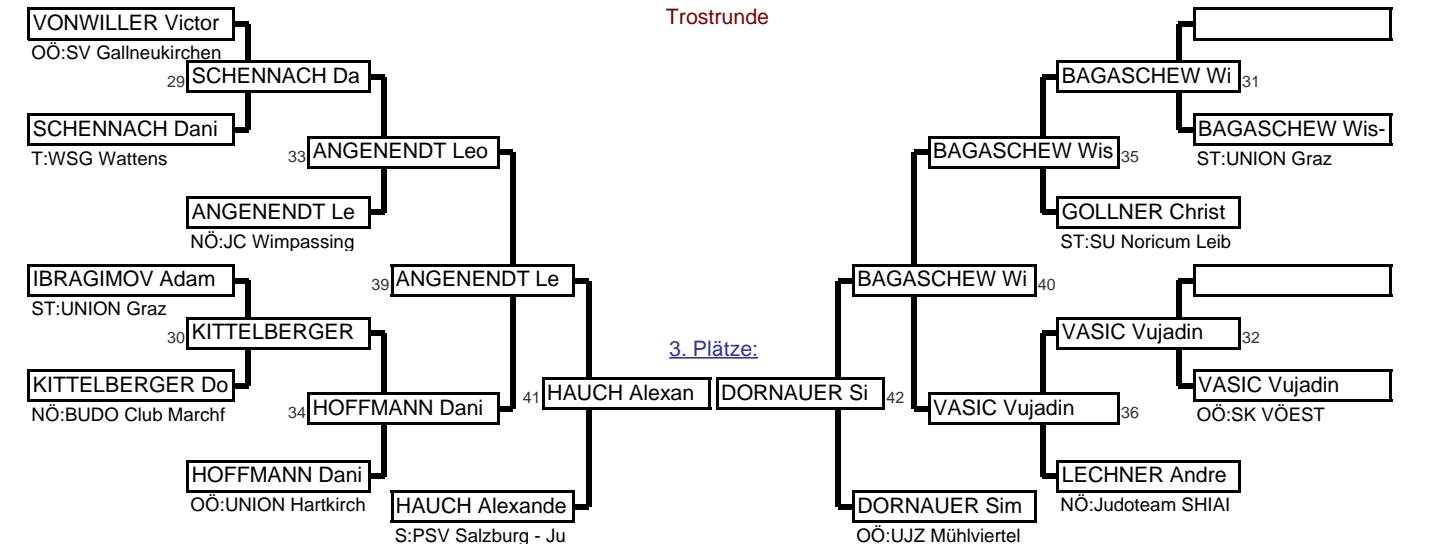 Trostrunde
VONWILLER Victor
OÖ:SV Gallneukirchen
29 SCHENNACH Da
SCHENNACH Dani
T:WSG Wattens
33 ANGENENDT Leo
ANGENENDT Le
NÖ:JC Wimpassing
39 ANGENENDT Le
IBRAGIMOV Adam
ST:UNION Graz
30 KITTELBERGER
KITTELBERGER Do
NÖ:BUDO Club Marchf
34 HOFFMANN Dani
HOFFMANN Dani
OÖ:UNION Hartkirch
41 HAUCH Alexan
HAUCH Alexande
S:PSV Salzburg - Ju
3. Plätze:
BAGASCHEW Wi 31
BAGASCHEW Wis-
ST:UNION Graz
BAGASCHEW Wis 35
GOLLNER Christ
ST:SU Noricum Leib
BAGASCHEW Wi 40
VASIC Vujadin 32
VASIC Vujadin
OÖ:SK VÖEST
VASIC Vujadin 36
LECHNER Andre
NÖ:Judoteam SHIAI
DORNAUER Si 42
DORNAUER Sim
OÖ:UJZ Mühlviertel